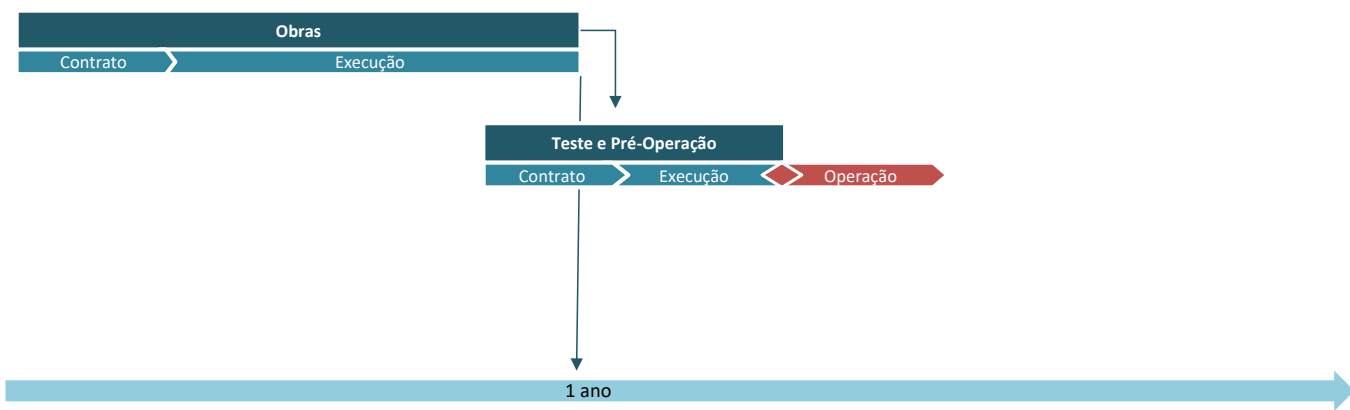 Obras
Contrato Execução
Teste e Pré-Operação
Contrato Execução Operação
1 ano